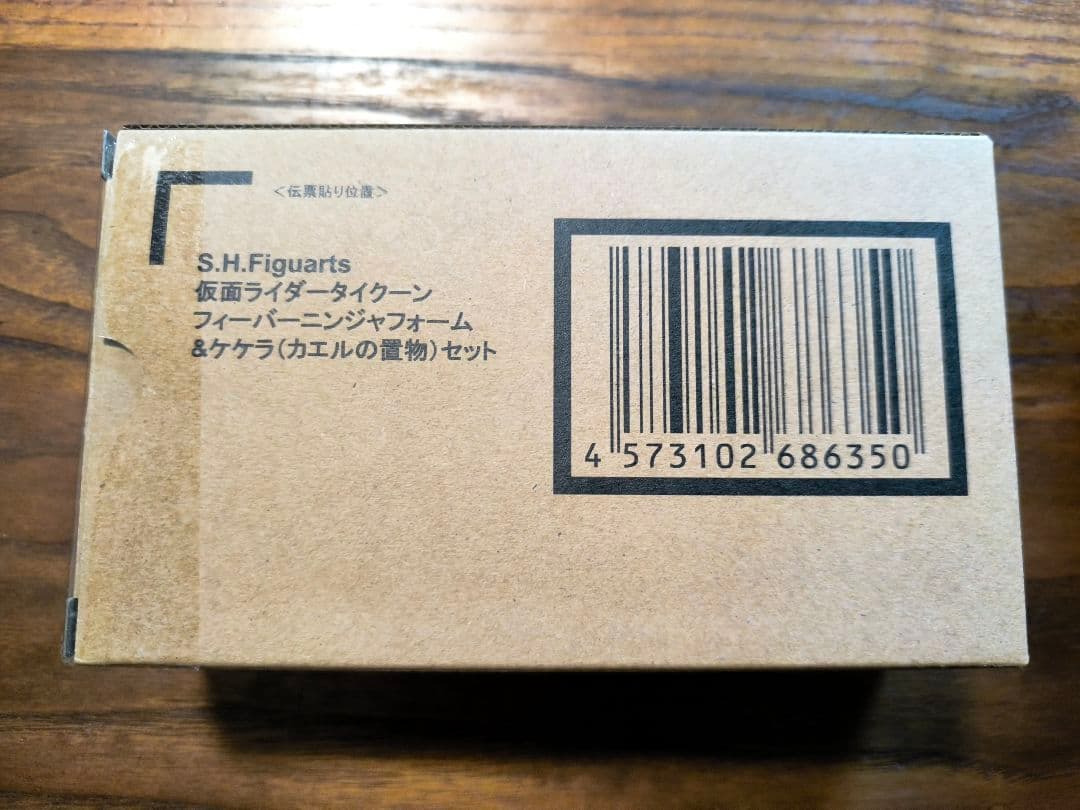 <伝票貼り位置>
S.H.Figuarts
仮面ライダータイクーン
フィーバーニンジャフォーム
&ケケラ(カエルの置物)セット
4 573102 686350